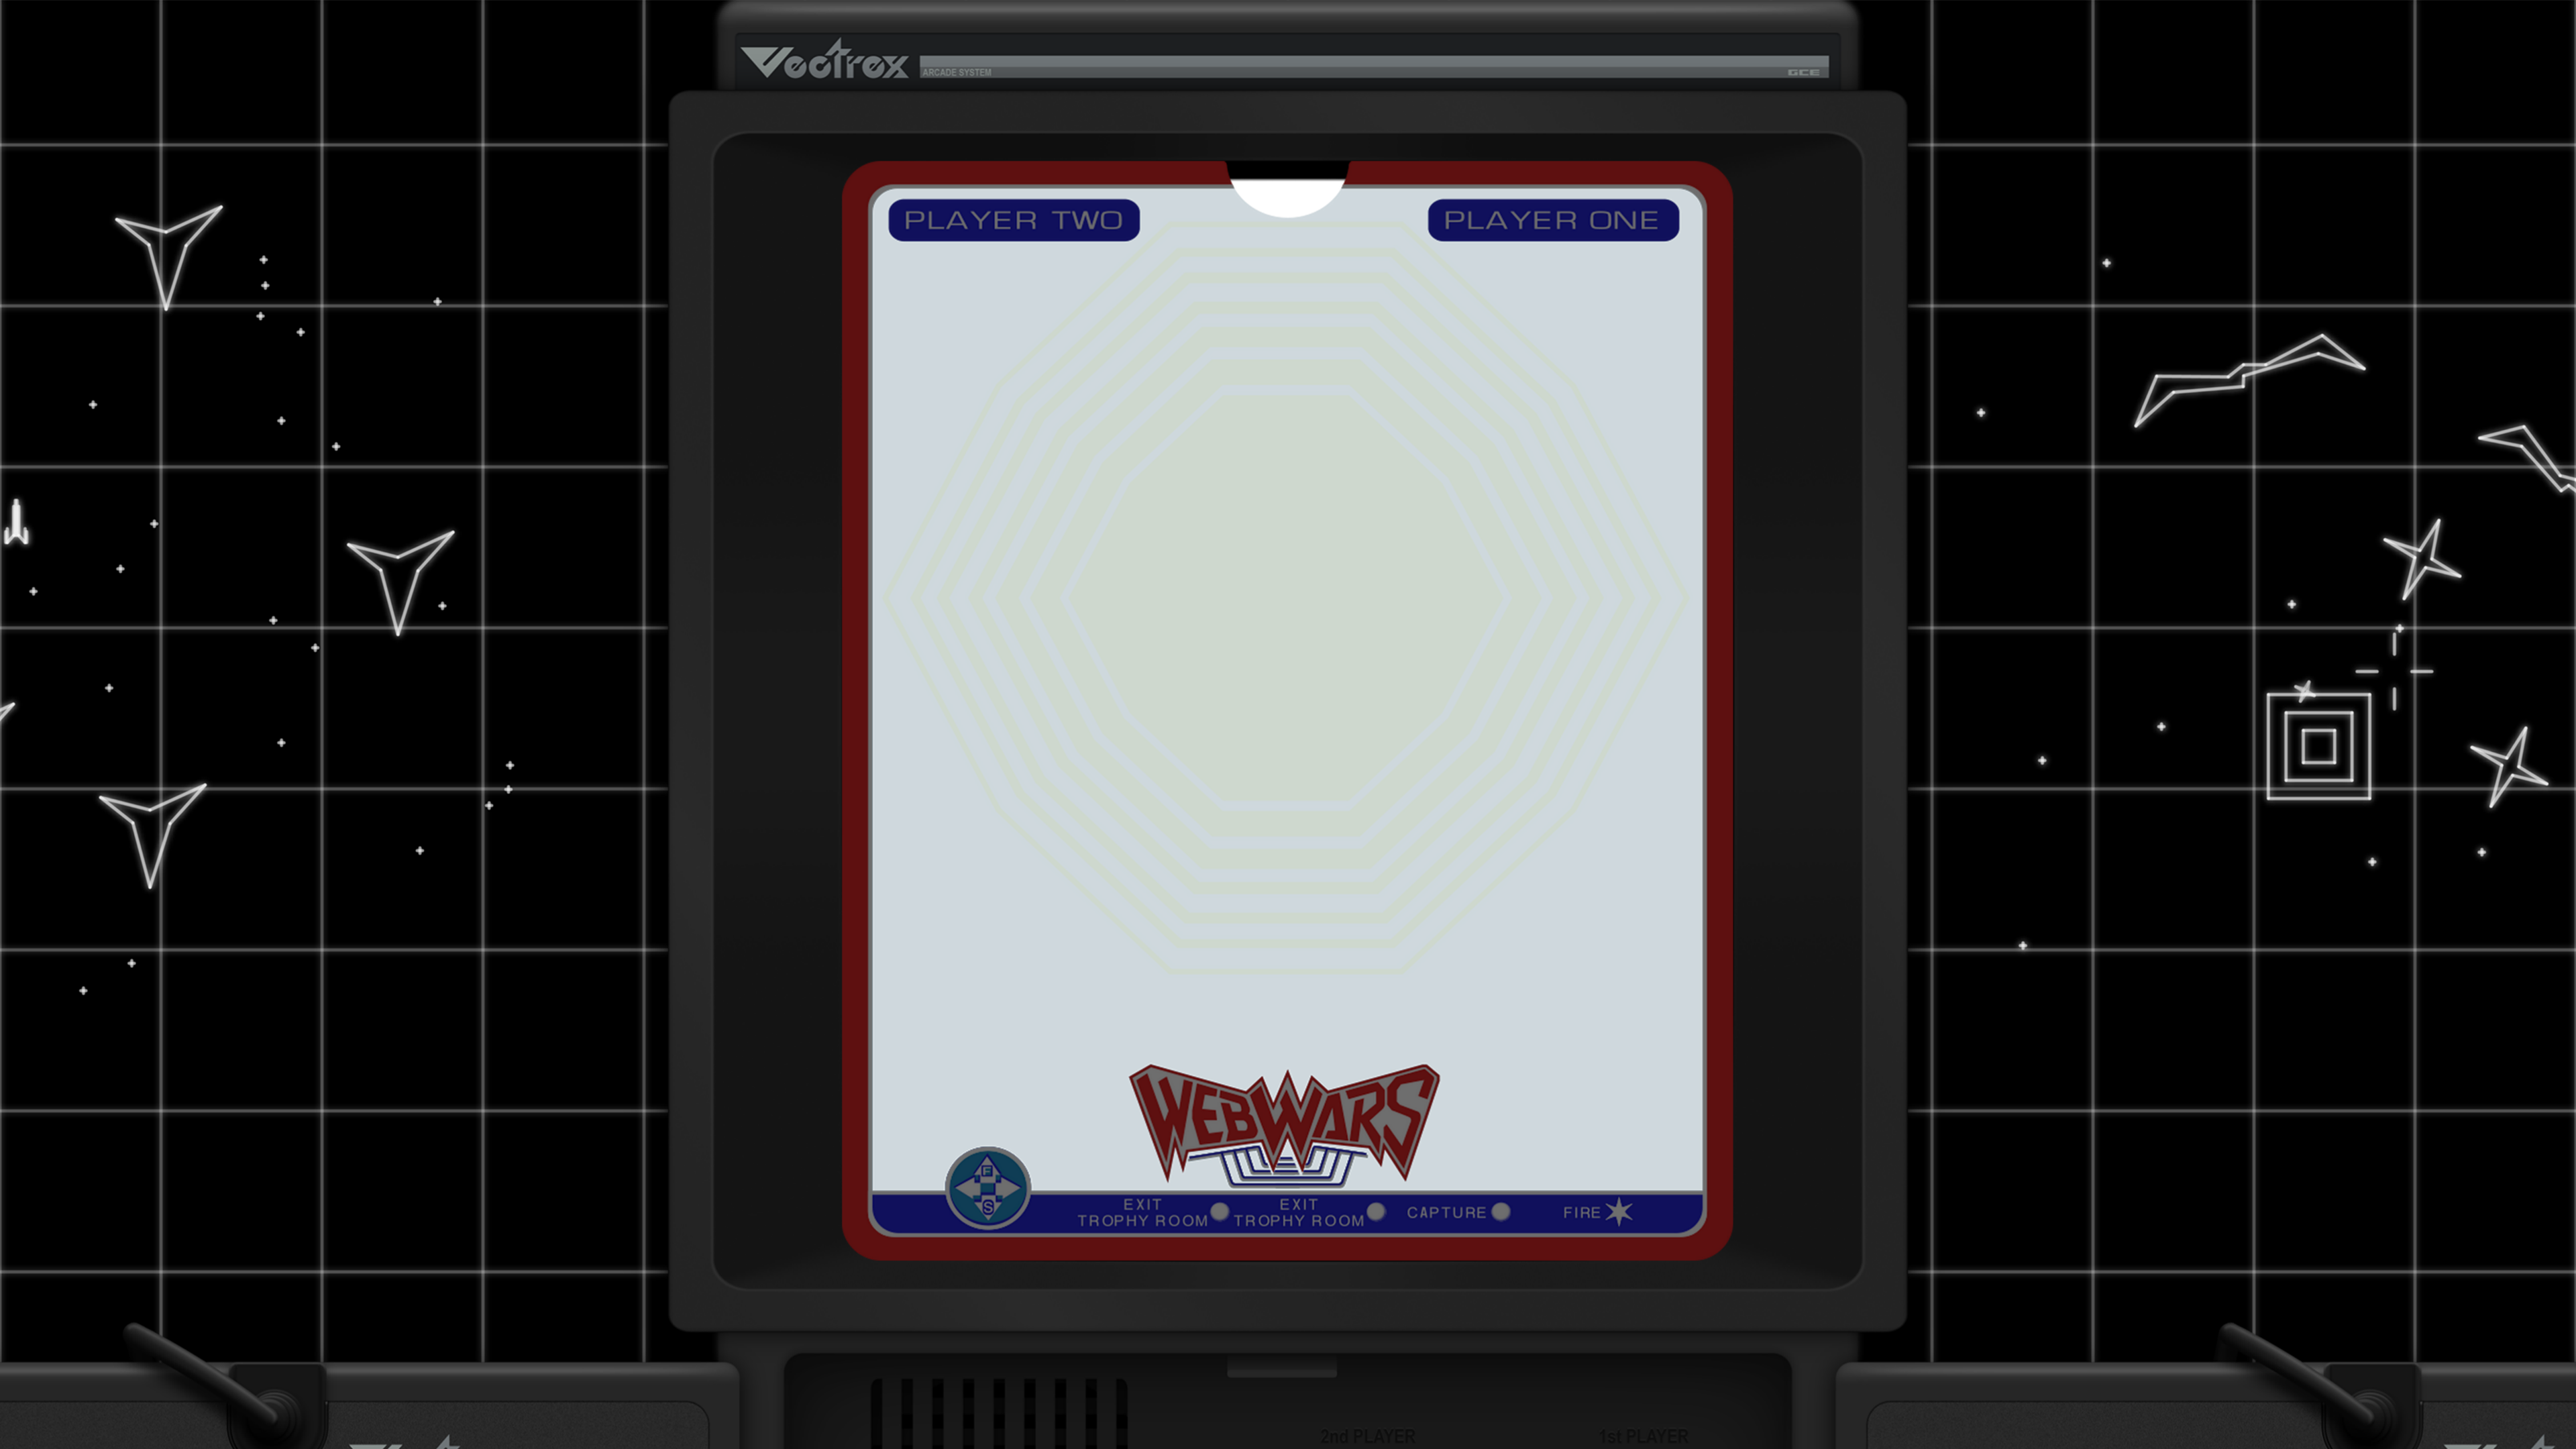 Vectrex
ARCADE SYSTEM
GCE
PLAYER TWO
PLAYER ONE
WEBWARS
F
S
EXIT
TROPHY ROOM
EXIT
TROPHY ROOM
CAPTURE
FIRE
2nd PLAYER
1st PLAYER